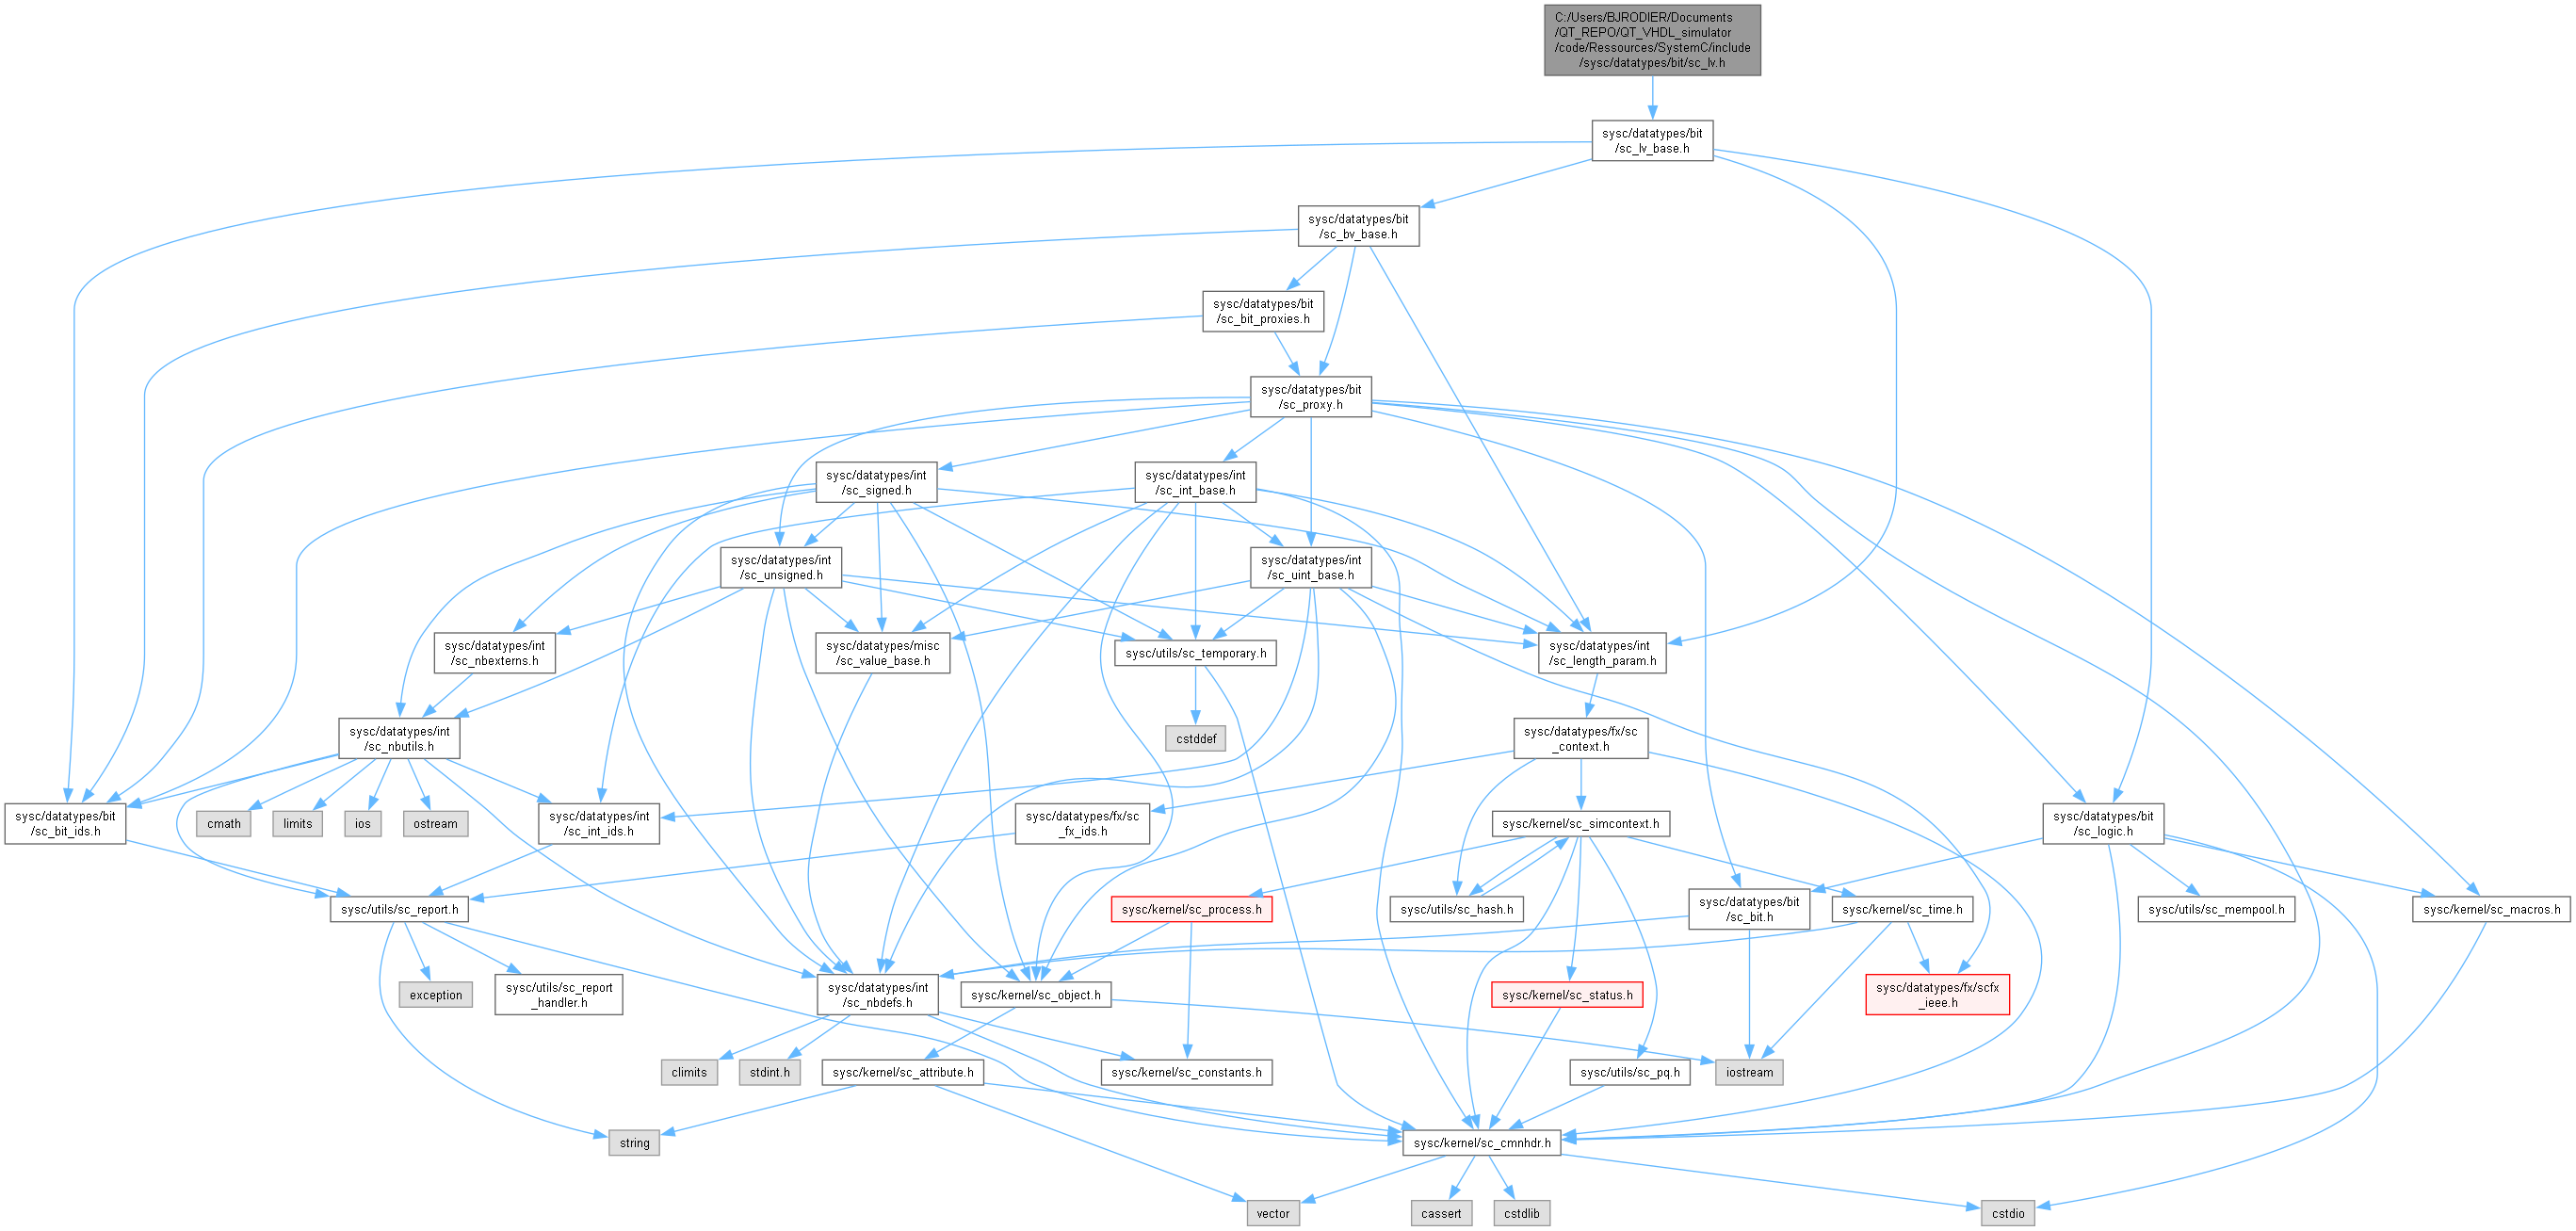 C:/Users/BJRODIER/Documents
/QT_REPO/QT_VHDL_simulator
/code/Ressources/SystemC/include
/sysc/datatypes/bit/sc_lv.h
sysc/datatypes/bit
/sc_lv_base.h
sysc/datatypes/bit
/sc_bv_base.h
sysc/datatypes/bit
/sc_bit_proxies.h
sysc/datatypes/bit
/sc_proxy.h
sysc/datatypes/int
/sc_signed.h
sysc/datatypes/int
/sc_int_base.h
sysc/datatypes/int
/sc_unsigned.h
sysc/datatypes/int
/sc_uint_base.h
sysc/datatypes/int
/sc_nbexterns.h
sysc/datatypes/misc
/sc_value_base.h
sysc/utils/sc_temporary.h
sysc/datatypes/int
/sc_length_param.h
sysc/datatypes/int
/sc_nbutils.h
cstddef
sysc/datatypes/fx/sc
_context.h
sysc/datatypes/bit
/sc_bit_ids.h
cmath
limits
ios
ostream
sysc/datatypes/int
/sc_int_ids.h
sysc/datatypes/fx/sc
_fx_ids.h
sysc/kernel/sc_simcontext.h
sysc/datatypes/bit
/sc_logic.h
sysc/utils/sc_report.h
sysc/kernel/sc_process.h
sysc/utils/sc_hash.h
sysc/datatypes/bit
/sc_bit.h
sysc/kernel/sc_time.h
sysc/utils/sc_mempool.h
sysc/kernel/sc_macros.h
exception
sysc/utils/sc_report
_handler.h
sysc/datatypes/int
/sc_nbdefs.h
sysc/kernel/sc_object.h
sysc/kernel/sc_status.h
sysc/datatypes/fx/scfx
_ieee.h
climits
stdint.h
sysc/kernel/sc_attribute.h
sysc/kernel/sc_constants.h
sysc/utils/sc_pq.h
iostream
string
sysc/kernel/sc_cmnhdr.h
vector
cassert
cstdlib
cstdio